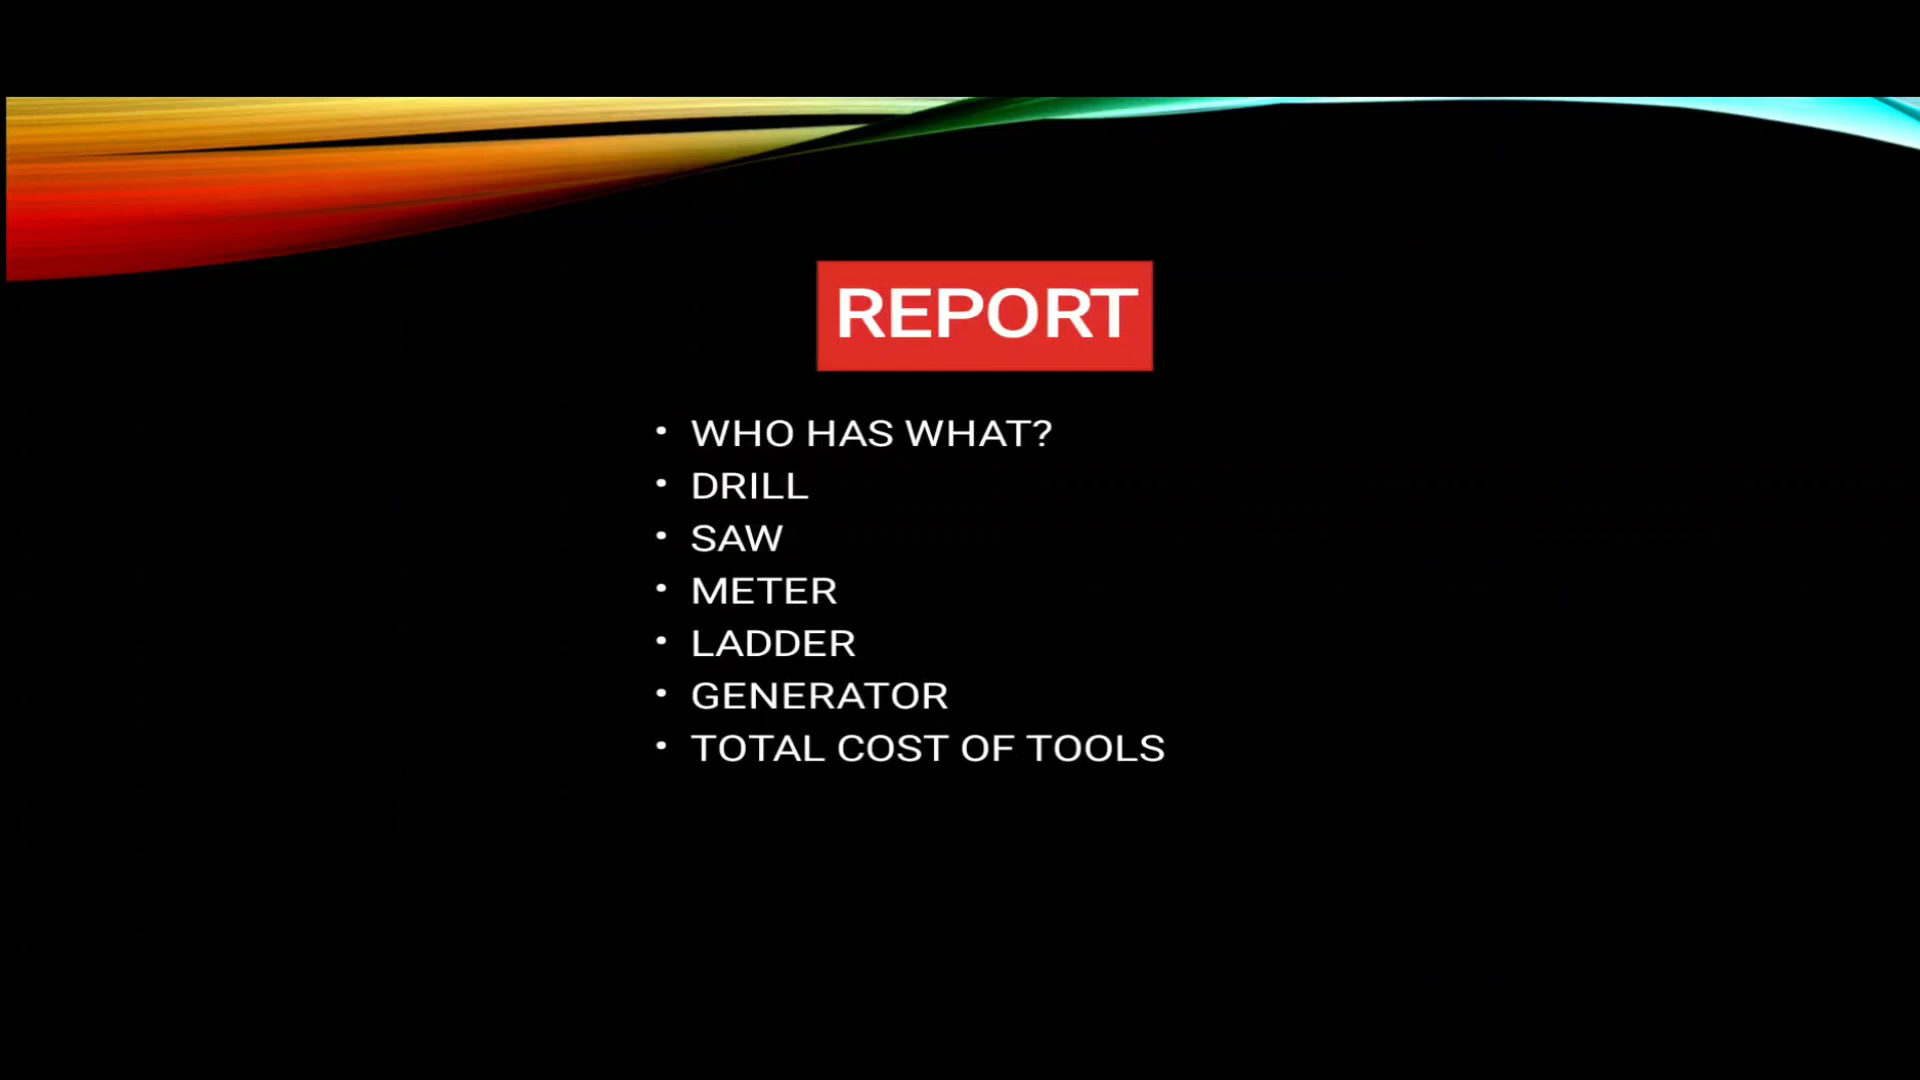 REPORT
• WHO HAS WHAT?
• DRILL
• SAW
• METER
• LADDER
• GENERATOR
• TOTAL COST OF TOOLS